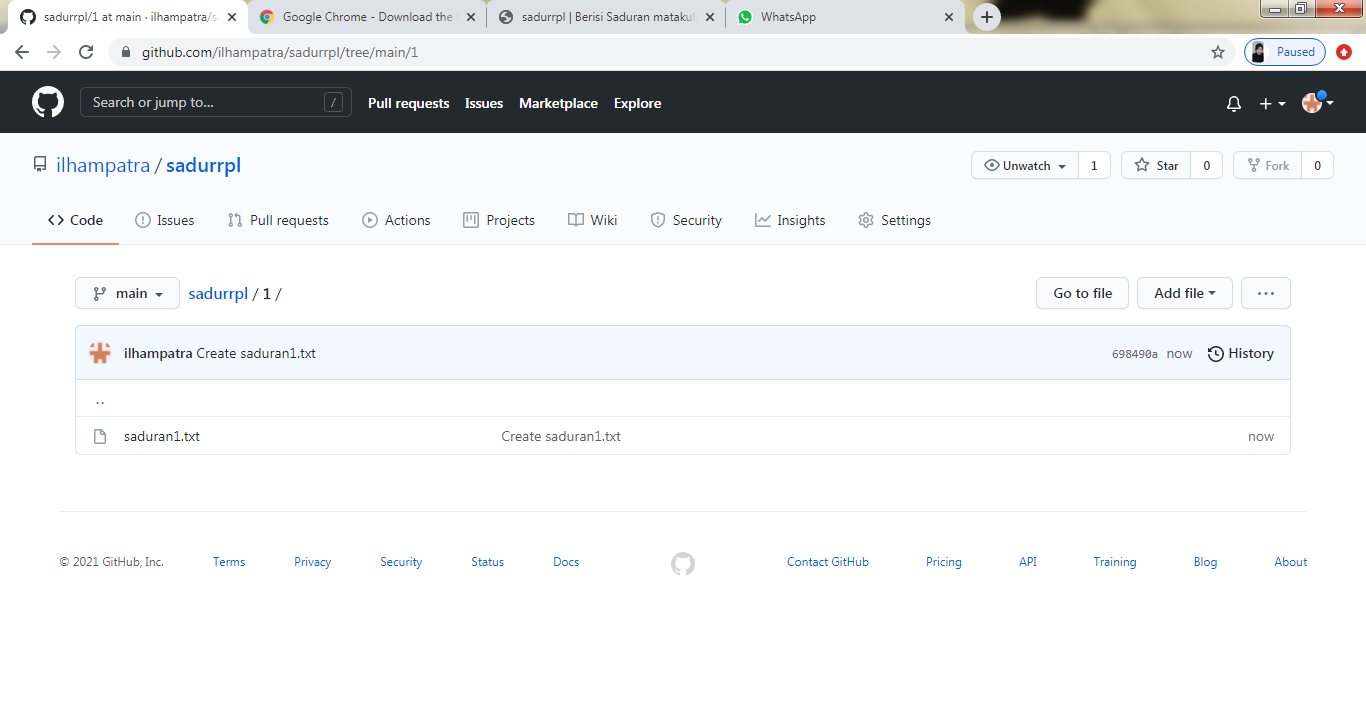 sadurrpl/1 at main · ilhampatra/s
Google Chrome - Download the
sadurrpl | Berisi Saduran matakul
WhatsApp
github.com/ilhampatra/sadurrpl/tree/main/1
Paused
Search or jump to...
/
Pull requests
Issues
Marketplace
Explore
ilhampatra / sadurrpl
Unwatch 1
Star 0
Fork 0
Code
Issues
Pull requests
Actions
Projects
Wiki
Security
Insights
Settings
main
sadurrpl / 1 /
Go to file
Add file
...
ilhampatra Create saduran1.txt
698490a now
History
..
saduran1.txt
Create saduran1.txt
now
© 2021 GitHub, Inc.
Terms
Privacy
Security
Status
Docs
Contact GitHub
Pricing
API
Training
Blog
About